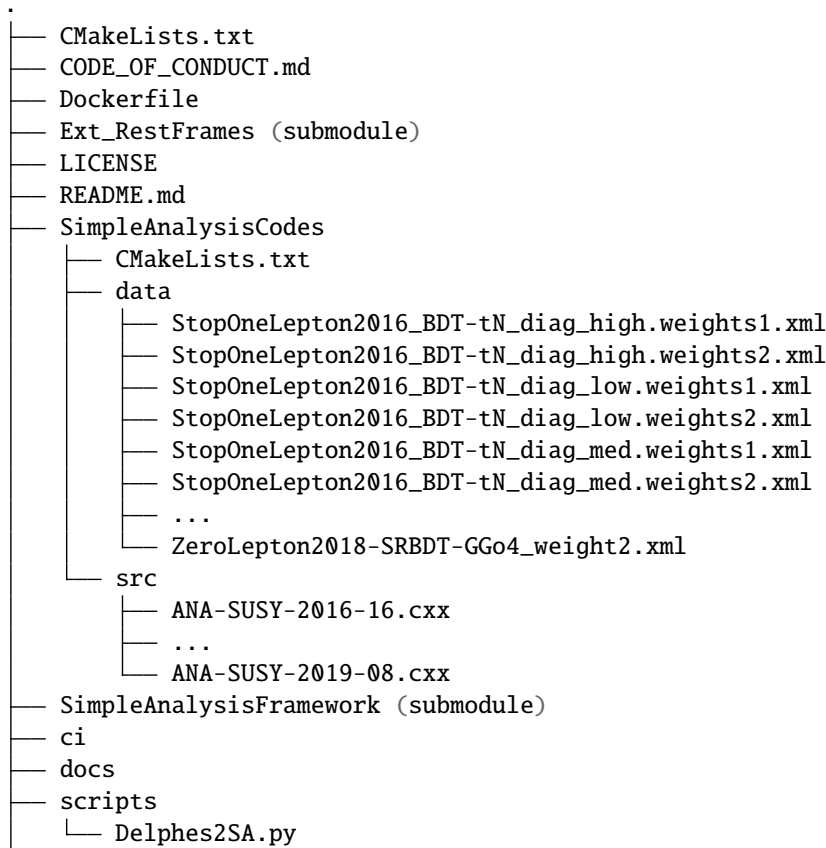 .
├── CMakeLists.txt
├── CODE_OF_CONDUCT.md
├── Dockerfile
├── Ext_RestFrames (submodule)
├── LICENSE
├── README.md
├── SimpleAnalysisCodes
│   ├── CMakeLists.txt
│   ├── data
│   │   ├── StopOneLepton2016_BDT-tN_diag_high.weights1.xml
│   │   ├── StopOneLepton2016_BDT-tN_diag_high.weights2.xml
│   │   ├── StopOneLepton2016_BDT-tN_diag_low.weights1.xml
│   │   ├── StopOneLepton2016_BDT-tN_diag_low.weights2.xml
│   │   ├── StopOneLepton2016_BDT-tN_diag_med.weights1.xml
│   │   ├── StopOneLepton2016_BDT-tN_diag_med.weights2.xml
│   │   ├── ...
│   │   └── ZeroLepton2018-SRBDT-GGo4_weight2.xml
│   └── src
│       ├── ANA-SUSY-2016-16.cxx
│       ├── ...
│       └── ANA-SUSY-2019-08.cxx
├── SimpleAnalysisFramework (submodule)
├── ci
├── docs
├── scripts
│   └── Delphes2SA.py